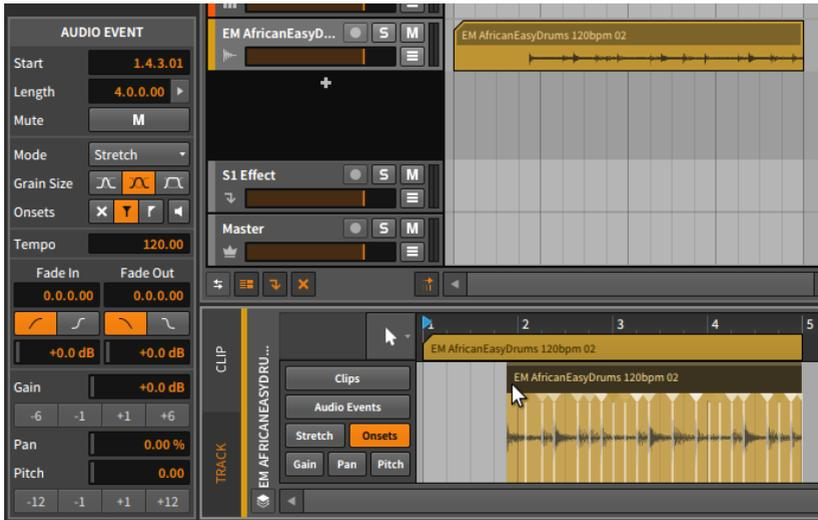 AUDIO EVENT
Start 1.4.3.01
Length 4.0.0.00
Mute M
Mode Stretch
Grain Size
Onsets
Tempo 120.00
Fade In Fade Out
0.0.0.00 0.0.0.00
+0.0 dB +0.0 dB
Gain +0.0 dB
-6 -1 +1 +6
Pan 0.00 %
Pitch 0.00
-12 -1 +1 +12
EM AfricanEasyD... S M
EM AfricanEasyDrums 120bpm 02
S1 Effect S M
Master S M
CLIP
TRACK
EM AFRICANEASYDRU...
Clips
Audio Events
Stretch Onsets
Gain Pan Pitch
1 2 3 4 5
EM AfricanEasyDrums 120bpm 02
EM AfricanEasyDrums 120bpm 02